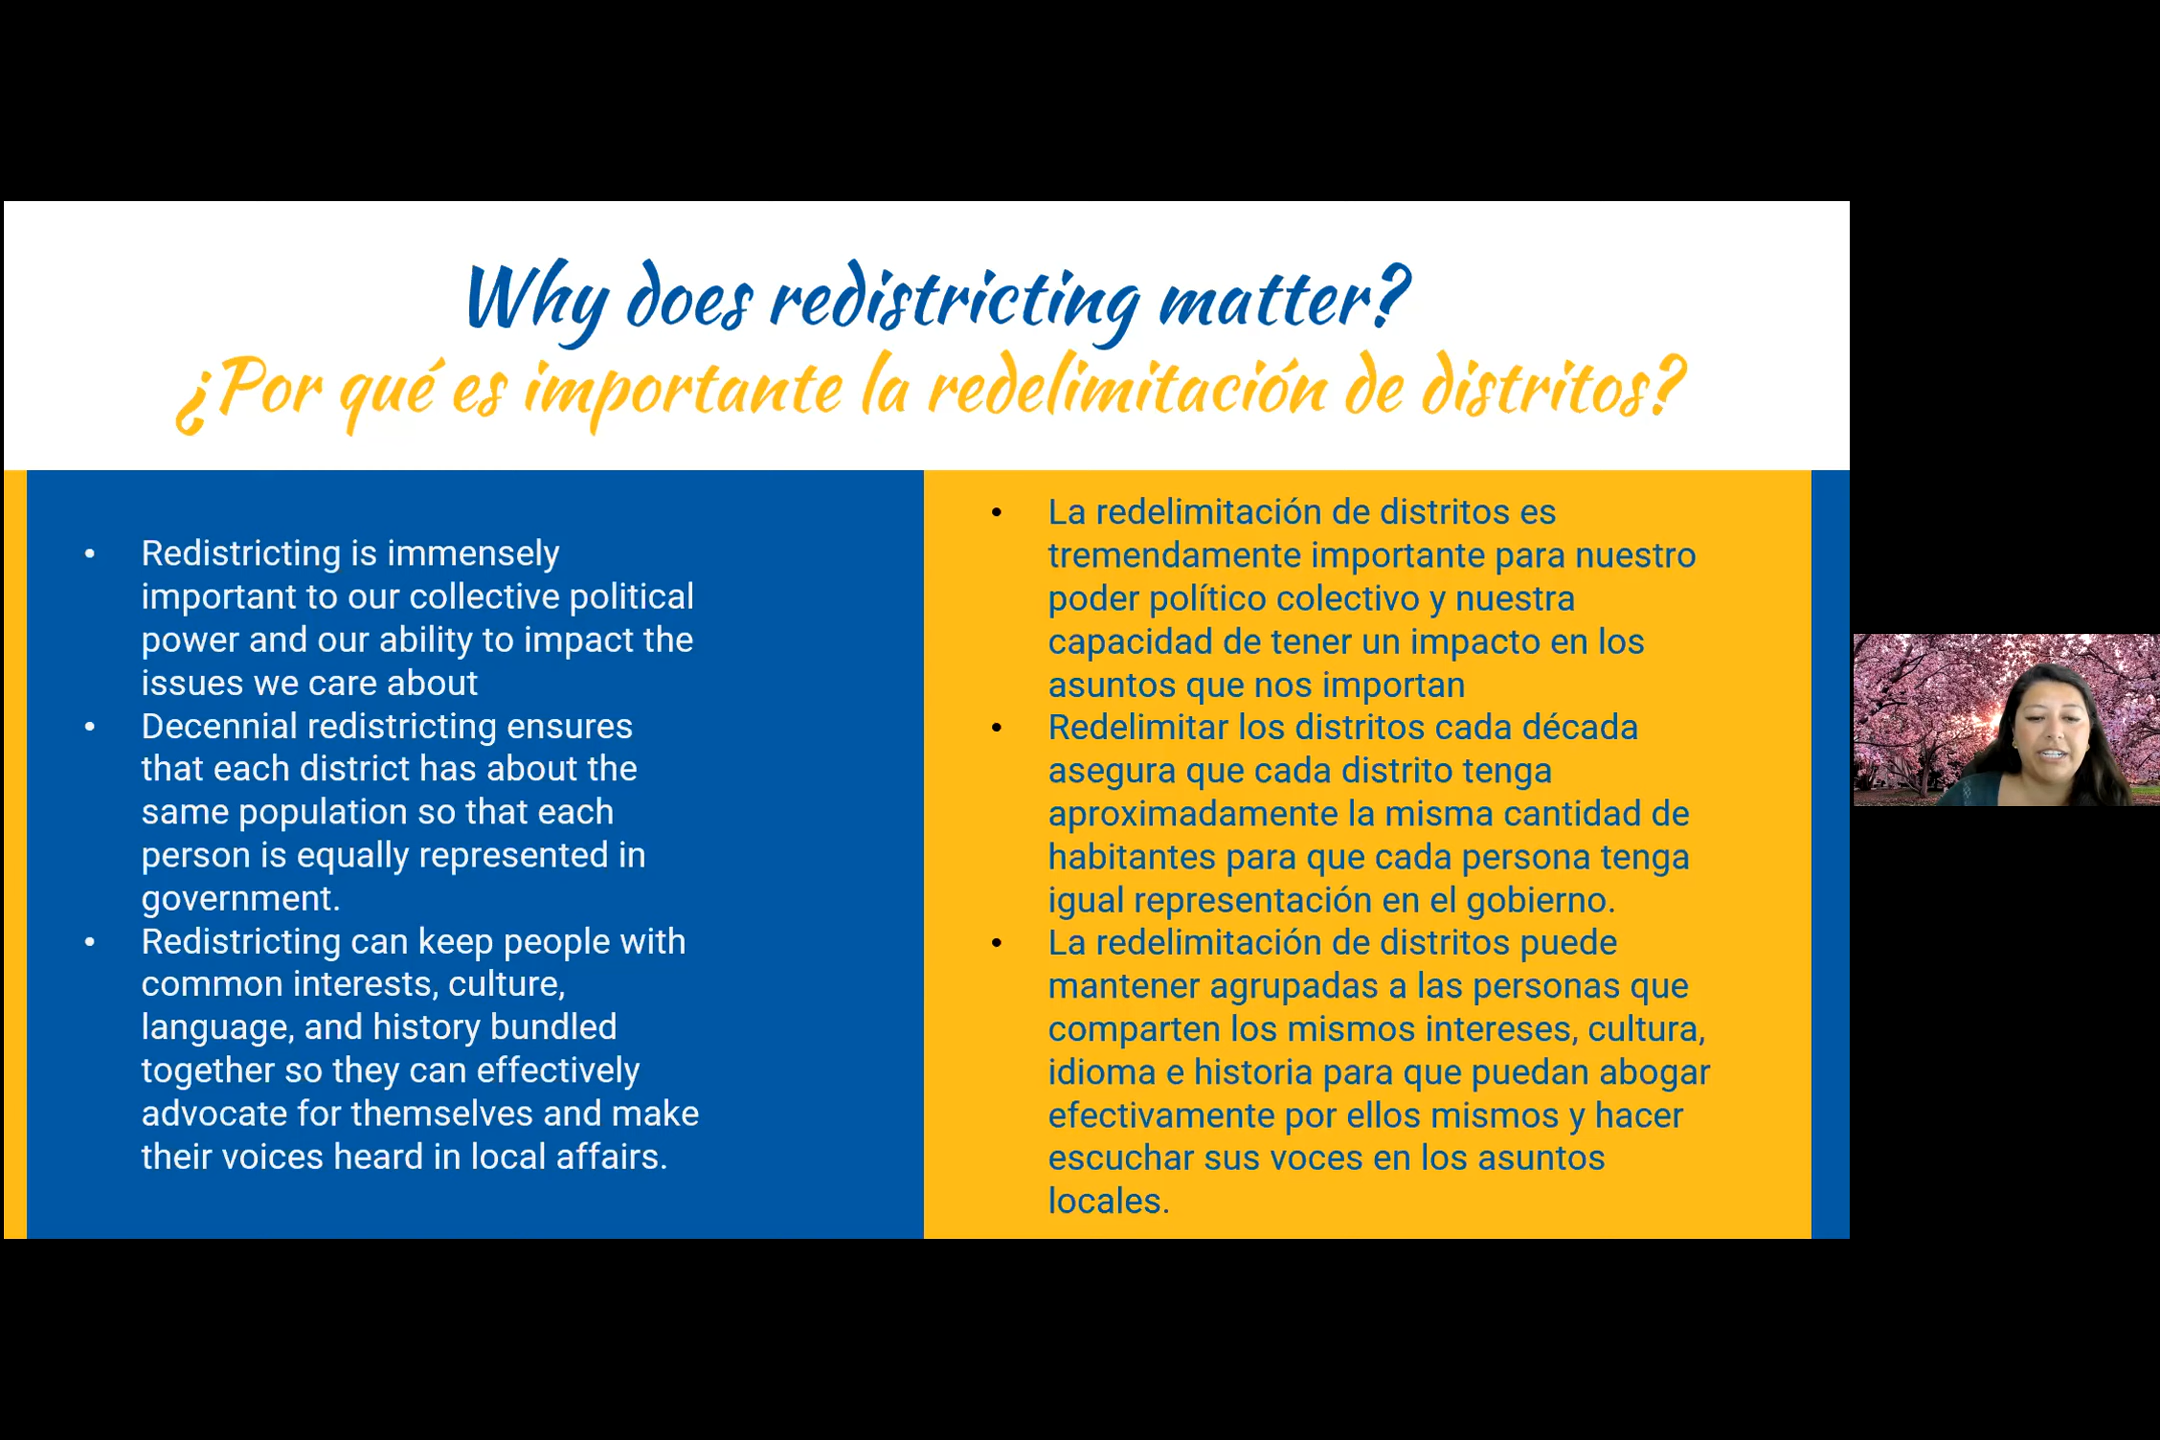 Why does redistricting matter?
¿Por qué es importante la redelimitación de distritos?
• Redistricting is immensely
important to our collective political
power and our ability to impact the
issues we care about
• Decennial redistricting ensures
that each district has about the
same population so that each
person is equally represented in
government.
• Redistricting can keep people with
common interests, culture,
language, and history bundled
together so they can effectively
advocate for themselves and make
their voices heard in local affairs.
• La redelimitación de distritos es
tremendamente importante para nuestro
poder político colectivo y nuestra
capacidad de tener un impacto en los
asuntos que nos importan
• Redelimitar los distritos cada década
asegura que cada distrito tenga
aproximadamente la misma cantidad de
habitantes para que cada persona tenga
igual representación en el gobierno.
• La redelimitación de distritos puede
mantener agrupadas a las personas que
comparten los mismos intereses, cultura,
idioma e historia para que puedan abogar
efectivamente por ellos mismos y hacer
escuchar sus voces en los asuntos
locales.